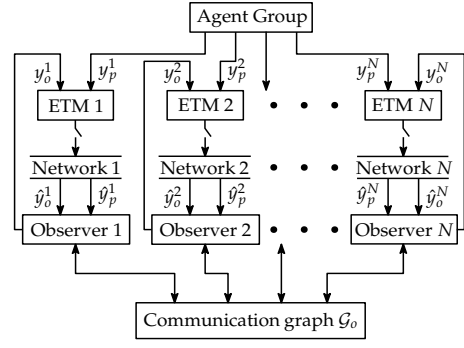 Agent Group
y_o^1 y_p^1 y_o^2 y_p^2 y_p^N y_o^N
ETM 1 ETM 2 ETM N
Network 1 Network 2 Network N
ŷ_o^1 ŷ_p^1 ŷ_o^2 ŷ_p^2 ŷ_p^N ŷ_o^N
Observer 1 Observer 2 Observer N
Communication graph 𝒢_o